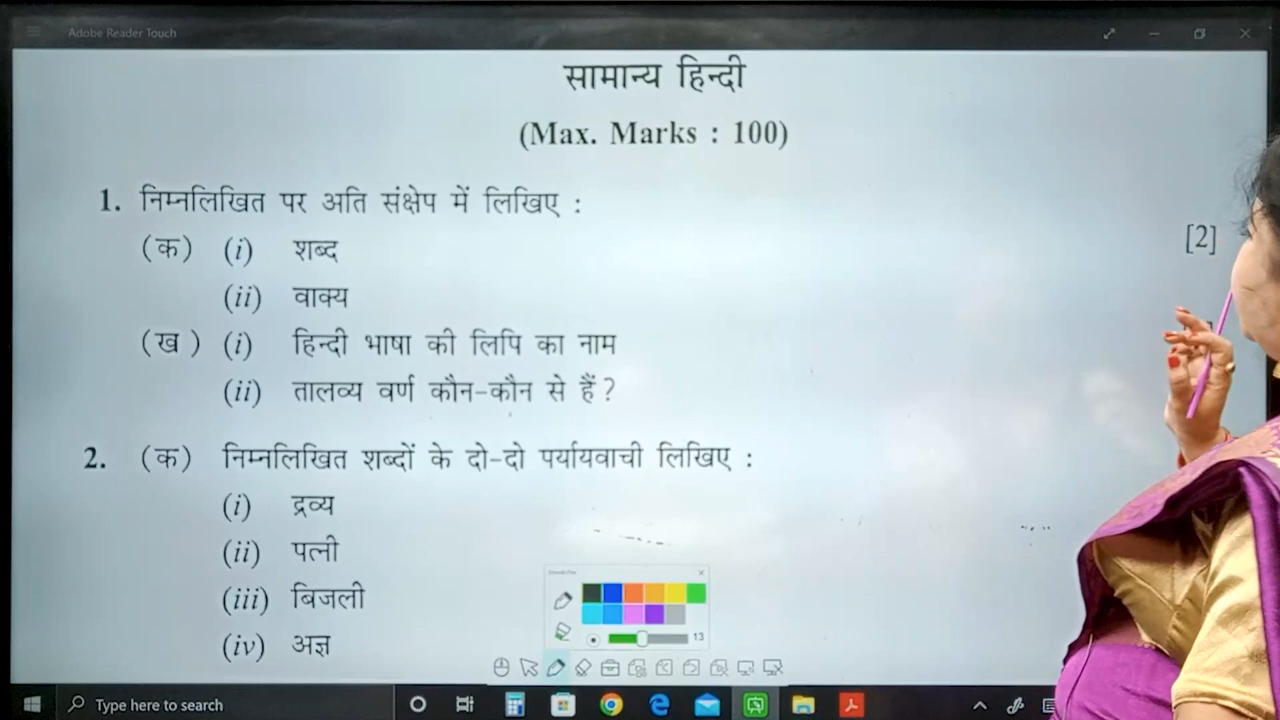 Adobe Reader Touch
सामान्य हिन्दी
(Max. Marks : 100)
1. निम्नलिखित पर अति संक्षेप में लिखिए :
[2]
(क) (i) शब्द
(ii) वाक्य
(ख) (i) हिन्दी भाषा की लिपि का नाम
(ii) तालव्य वर्ण कौन-कौन से हैं?
2. (क) निम्नलिखित शब्दों के दो-दो पर्यायवाची लिखिए :
(i) द्रव्य
(ii) पत्नी
(iii) बिजली
(iv) अज्ञ
13
Type here to search